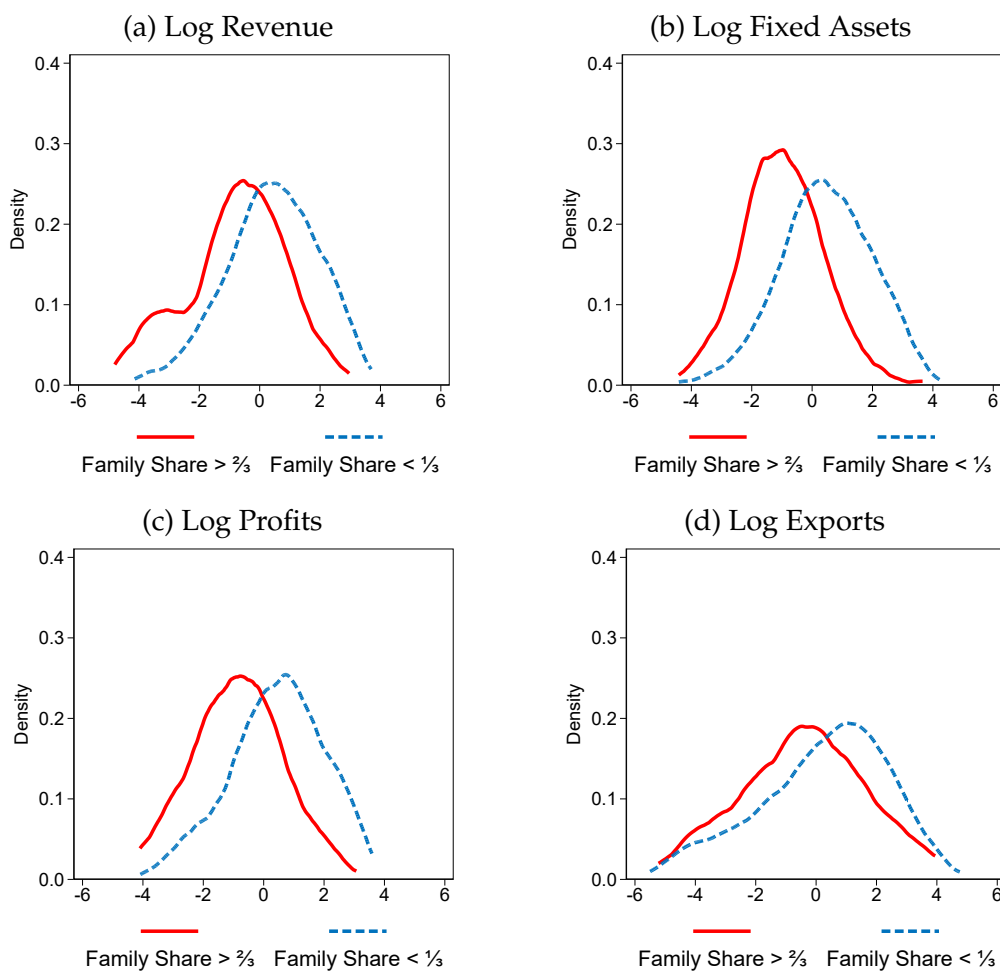 (a) Log Revenue
0.4
0.3
0.2
0.1
0.0
Density
-6 -4 -2 0 2 4 6
Family Share > ⅔ Family Share < ⅓
(b) Log Fixed Assets
0.4
0.3
0.2
0.1
0.0
Density
-6 -4 -2 0 2 4 6
Family Share > ⅔ Family Share < ⅓
(c) Log Profits
0.4
0.3
0.2
0.1
0.0
Density
-6 -4 -2 0 2 4 6
Family Share > ⅔ Family Share < ⅓
(d) Log Exports
0.4
0.3
0.2
0.1
0.0
Density
-6 -4 -2 0 2 4 6
Family Share > ⅔ Family Share < ⅓